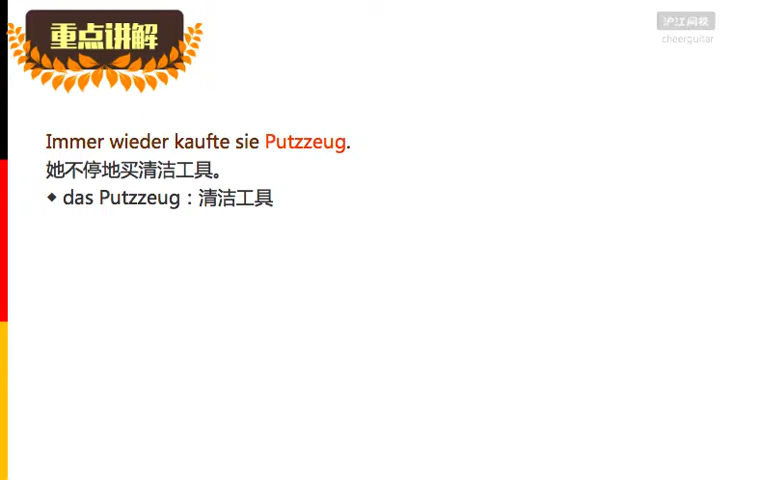 重点讲解
沪江网校
cheerguitar
Immer wieder kaufte sie Putzzeug.
她不停地买清洁工具。
◆ das Putzzeug：清洁工具